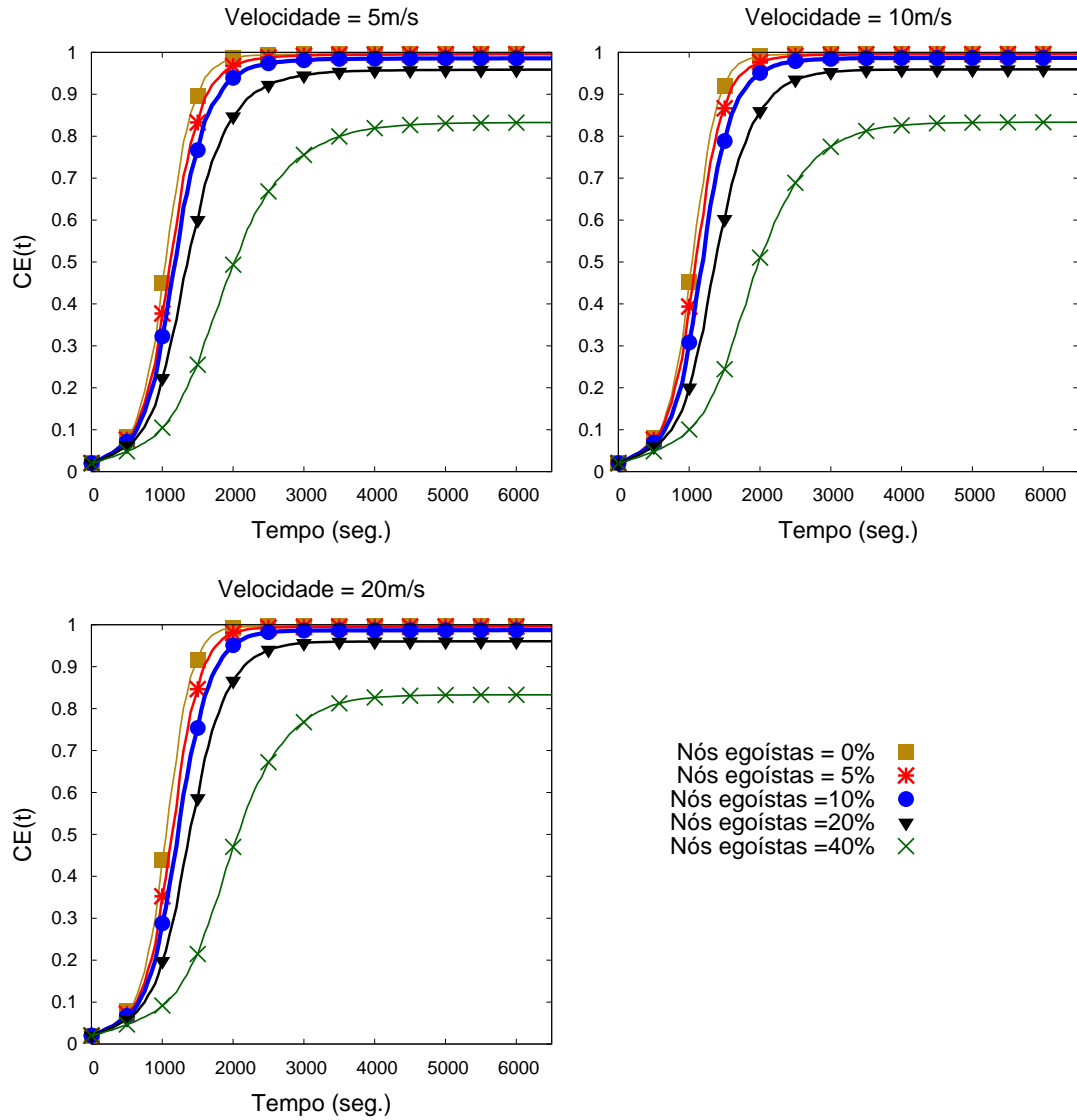 Velocidade = 5m/s
1
0.9
0.8
0.7
0.6
0.5
0.4
0.3
0.2
0.1
0
CE(t)
0 1000 2000 3000 4000 5000 6000
Tempo (seg.)
Velocidade = 10m/s
1
0.9
0.8
0.7
0.6
0.5
0.4
0.3
0.2
0.1
0
CE(t)
0 1000 2000 3000 4000 5000 6000
Tempo (seg.)
Velocidade = 20m/s
1
0.9
0.8
0.7
0.6
0.5
0.4
0.3
0.2
0.1
0
CE(t)
0 1000 2000 3000 4000 5000 6000
Tempo (seg.)
Nós egoístas = 0%
Nós egoístas = 5%
Nós egoístas =10%
Nós egoístas =20%
Nós egoístas =40%